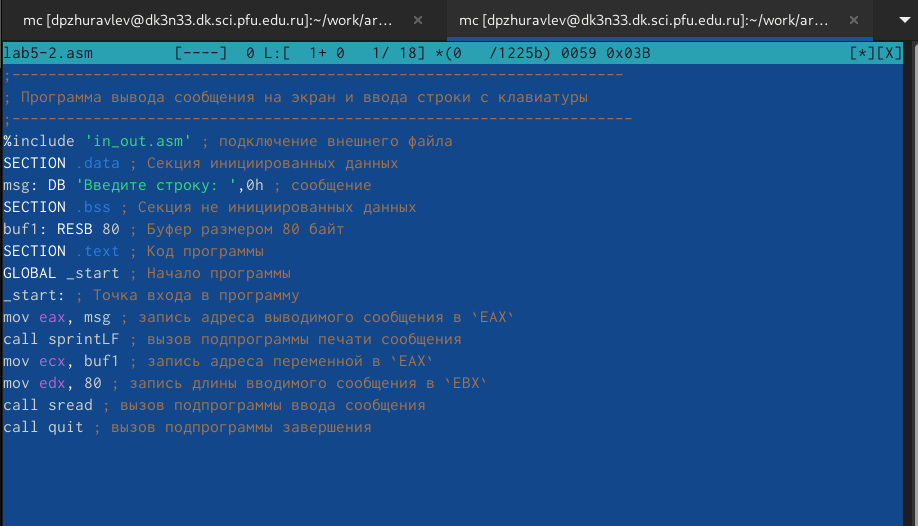 mc [dpzhuravlev@dk3n33.dk.sci.pfu.edu.ru]:~/work/ar... × mc [dpzhuravlev@dk3n33.dk.sci.pfu.edu.ru]:~/work/ar... ×
lab5-2.asm [----] 0 L:[ 1+ 0 1/ 18] *(0 /1225b) 0059 0x03B [*][X]
;--------------------------------------------------------------------
; Программа вывода сообщения на экран и ввода строки с клавиатуры
;---------------------------------------------------------------------
%include 'in_out.asm' ; подключение внешнего файла
SECTION .data ; Секция инициированных данных
msg: DB 'Введите строку: ',0h ; сообщение
SECTION .bss ; Секция не инициированных данных
buf1: RESB 80 ; Буфер размером 80 байт
SECTION .text ; Код программы
GLOBAL _start ; Начало программы
_start: ; Точка входа в программу
mov eax, msg ; запись адреса выводимого сообщения в `EAX`
call sprintLF ; вызов подпрограммы печати сообщения
mov ecx, buf1 ; запись адреса переменной в `EAX`
mov edx, 80 ; запись длины вводимого сообщения в `EBX`
call sread ; вызов подпрограммы ввода сообщения
call quit ; вызов подпрограммы завершения